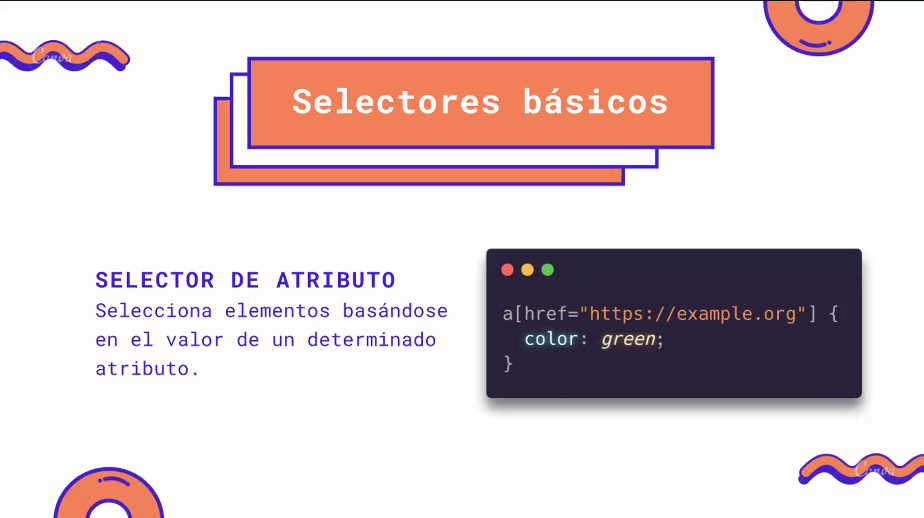 Canva
Selectores básicos
SELECTOR DE ATRIBUTO
Selecciona elementos basándose
en el valor de un determinado
atributo.
a[href="https://example.org"] {
  color: green;
}
Canva